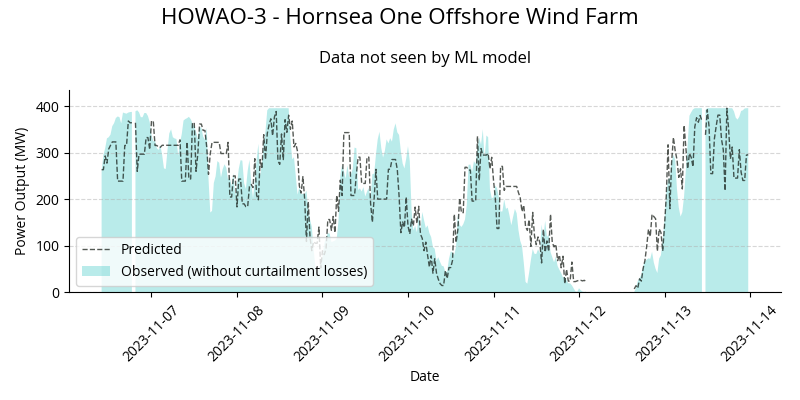 HOWAO-3 - Hornsea One Offshore Wind Farm
Data not seen by ML model
Power Output (MW)
400
300
200
100
0
Predicted
Observed (without curtailment losses)
2023-11-07
2023-11-08
2023-11-09
2023-11-10
2023-11-11
2023-11-12
2023-11-13
2023-11-14
Date